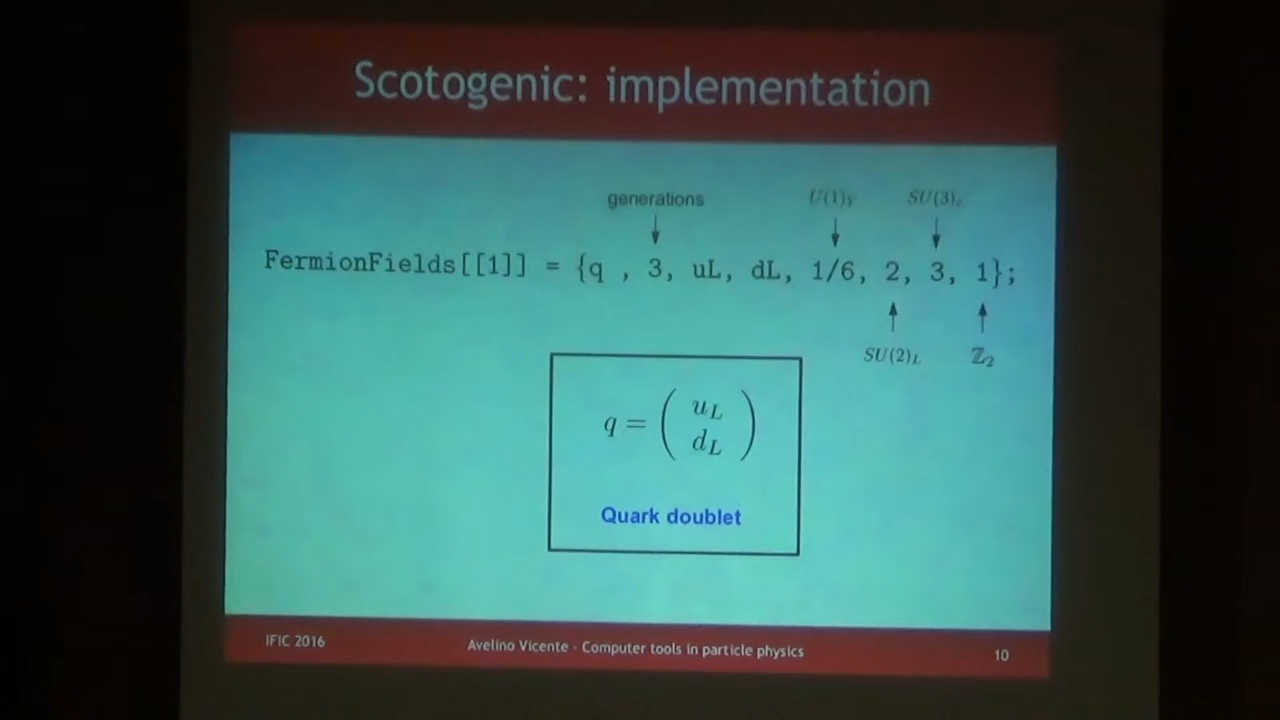 Scotogenic: implementation
generations U(1)Y SU(3)c
FermionFields[[1]] = {q , 3, uL, dL, 1/6, 2, 3, 1};
SU(2)L ℤ2
q = ( uL
dL )
Quark doublet
IFIC 2016 Avelino Vicente - Computer tools in particle physics 10